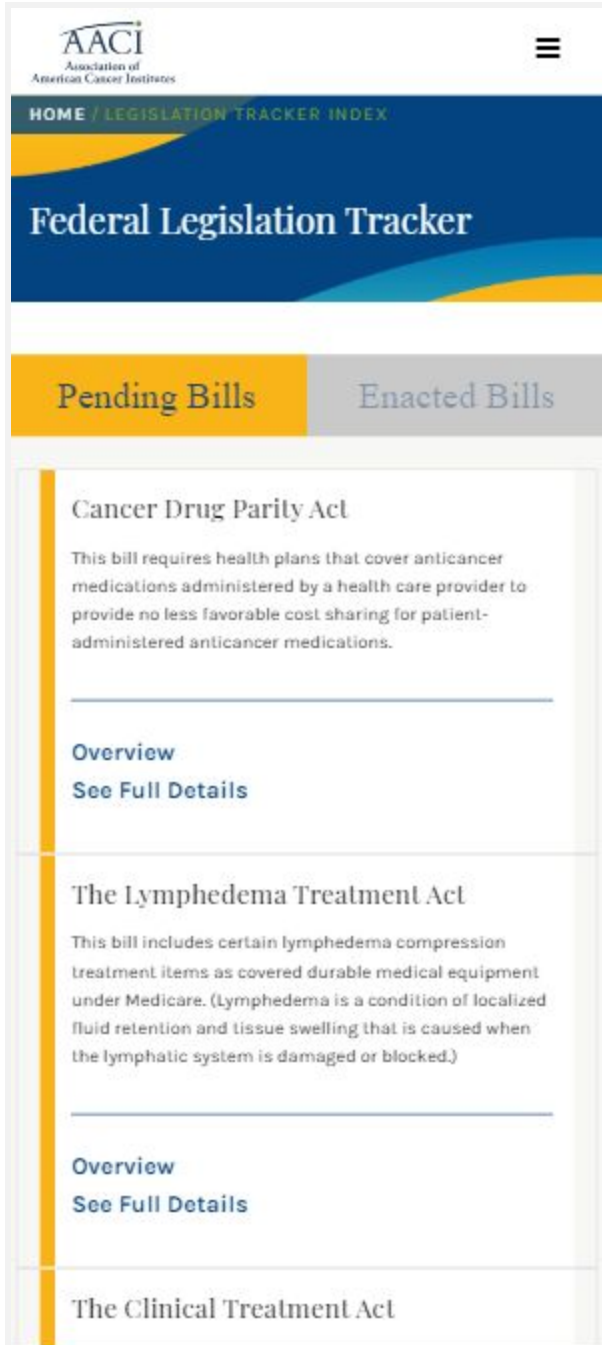 AACI
Association of
American Cancer Institutes
HOME / LEGISLATION TRACKER INDEX
Federal Legislation Tracker
Pending Bills
Enacted Bills
Cancer Drug Parity Act
This bill requires health plans that cover anticancer
medications administered by a health care provider to
provide no less favorable cost sharing for patient-
administered anticancer medications.
Overview
See Full Details
The Lymphedema Treatment Act
This bill includes certain lymphedema compression
treatment items as covered durable medical equipment
under Medicare. (Lymphedema is a condition of localized
fluid retention and tissue swelling that is caused when
the lymphatic system is damaged or blocked.)
Overview
See Full Details
The Clinical Treatment Act